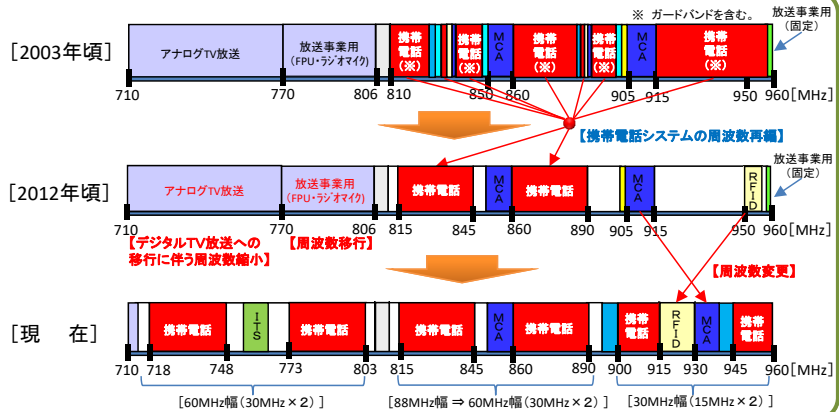 ※ ガードバンドを含む。
放送事業用
(固定)
[2003年頃]
アナログTV放送
放送事業用
(FPU・ラジオマイク)
携帯
電話
(※)
携帯
電話
(※)
MCA
携帯
電話
(※)
携帯
電話
(※)
MCA
携帯
電話
(※)
710 770 806 810 850 860 905 915 950 960[MHz]
【携帯電話システムの周波数再編】
放送事業用
(固定)
[2012年頃]
アナログTV放送
放送事業用
(FPU・ラジオマイク)
携帯電話
MCA
携帯電話
MCA
RFID
710 770 806 815 845 860 890 905 915 950 960[MHz]
【デジタルTV放送への
移行に伴う周波数縮小】
【周波数移行】
【周波数変更】
[現　在]
携帯電話
ITS
携帯電話
携帯電話
MCA
携帯電話
携帯
電話
RFID
MCA
携帯
電話
710 718 748 773 803 815 845 860 890 900 915 930 945 960[MHz]
[60MHz幅(30MHz×2)]
[88MHz幅 ⇒ 60MHz幅(30MHz×2)]
[30MHz幅(15MHz×2)]